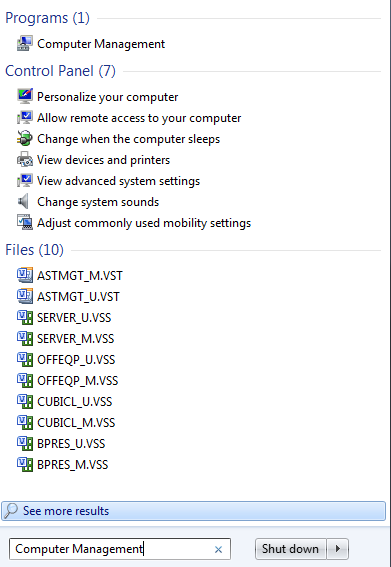 Programs (1)
Computer Management
Control Panel (7)
Personalize your computer
Allow remote access to your computer
Change when the computer sleeps
View devices and printers
View advanced system settings
Change system sounds
Adjust commonly used mobility settings
Files (10)
ASTMGT_M.VST
ASTMGT_U.VST
SERVER_U.VSS
SERVER_M.VSS
OFFEQP_U.VSS
OFFEQP_M.VSS
CUBICL_U.VSS
CUBICL_M.VSS
BPRES_U.VSS
BPRES_M.VSS
See more results
Computer Management Shut down